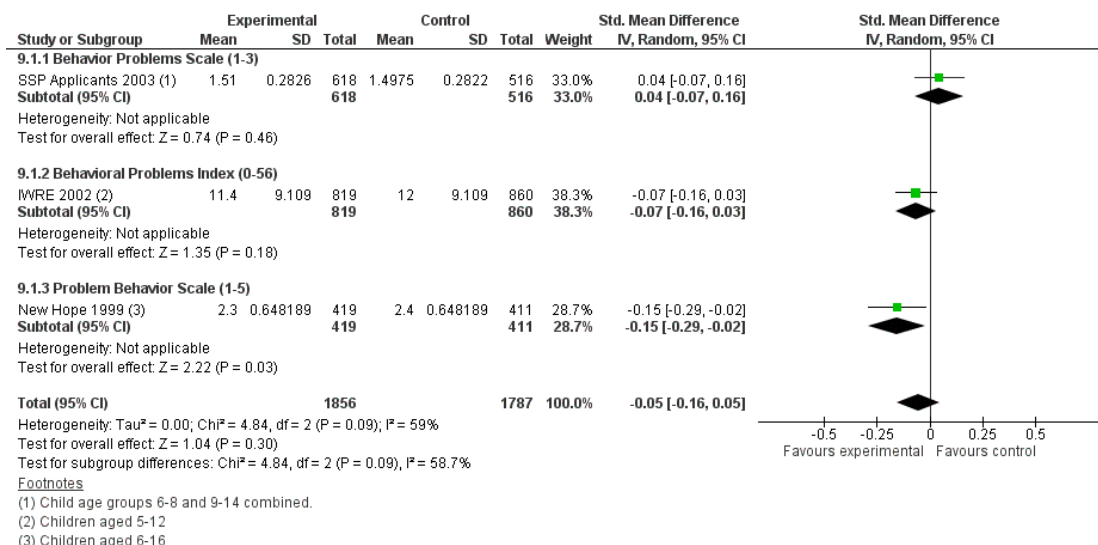 Experimental Control Std. Mean Difference Std. Mean Difference
Study or Subgroup Mean SD Total Mean SD Total Weight IV, Random, 95% CI IV, Random, 95% CI
9.1.1 Behavior Problems Scale (1-3)
SSP Applicants 2003 (1) 1.51 0.2826 618 1.4975 0.2822 516 33.0% 0.04 [-0.07, 0.16]
Subtotal (95% CI) 618 516 33.0% 0.04 [-0.07, 0.16]
Heterogeneity: Not applicable
Test for overall effect: Z = 0.74 (P = 0.46)
9.1.2 Behavioral Problems Index (0-56)
IWRE 2002 (2) 11.4 9.109 819 12 9.109 860 38.3% -0.07 [-0.16, 0.03]
Subtotal (95% CI) 819 860 38.3% -0.07 [-0.16, 0.03]
Heterogeneity: Not applicable
Test for overall effect: Z = 1.35 (P = 0.18)
9.1.3 Problem Behavior Scale (1-5)
New Hope 1999 (3) 2.3 0.648189 419 2.4 0.648189 411 28.7% -0.15 [-0.29, -0.02]
Subtotal (95% CI) 419 411 28.7% -0.15 [-0.29, -0.02]
Heterogeneity: Not applicable
Test for overall effect: Z = 2.22 (P = 0.03)
Total (95% CI) 1856 1787 100.0% -0.05 [-0.16, 0.05]
Heterogeneity: Tau² = 0.00; Chi² = 4.84, df = 2 (P = 0.09); I² = 59%
Test for overall effect: Z = 1.04 (P = 0.30)
Test for subgroup differences: Chi² = 4.84, df = 2 (P = 0.09), I² = 58.7%
-0.5 -0.25 0 0.25 0.5
Favours experimental Favours control
Footnotes
(1) Child age groups 6-8 and 9-14 combined.
(2) Children aged 5-12
(3) Children aged 6-16